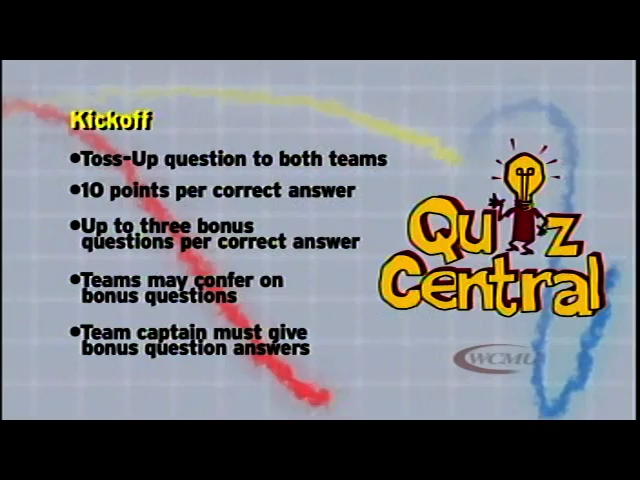 Kickoff
•Toss-Up question to both teams
•10 points per correct answer
•Up to three bonus
questions per correct answer
•Teams may confer on
bonus questions
•Team captain must give
bonus question answers
Quiz
Central
WCMU